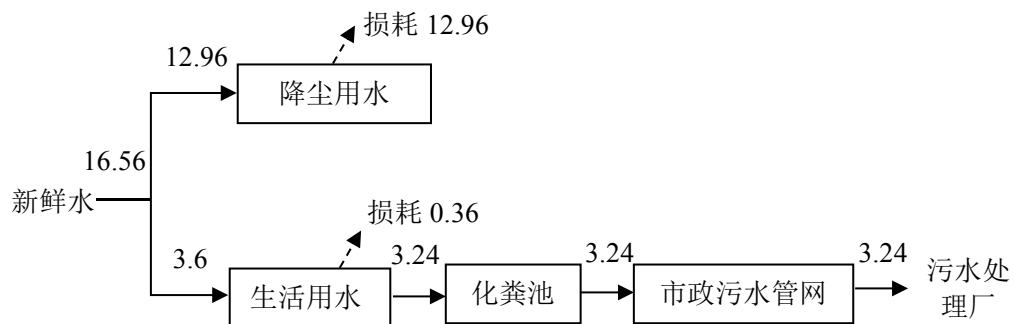 损耗 12.96
12.96
降尘用水
16.56
新鲜水
损耗 0.36
3.6
3.24
3.24
3.24
生活用水
化粪池
市政污水管网
污水处
理厂